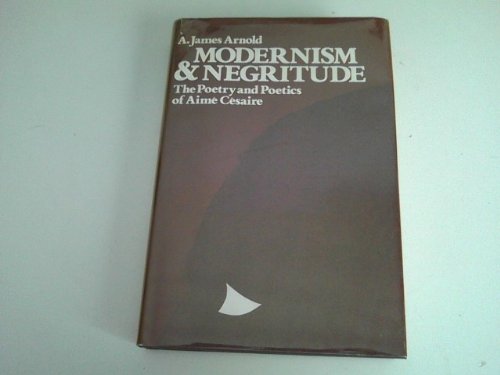 A. James Arnold
MODERNISM
& NEGRITUDE
The Poetry and Poetics
of Aimé Césaire